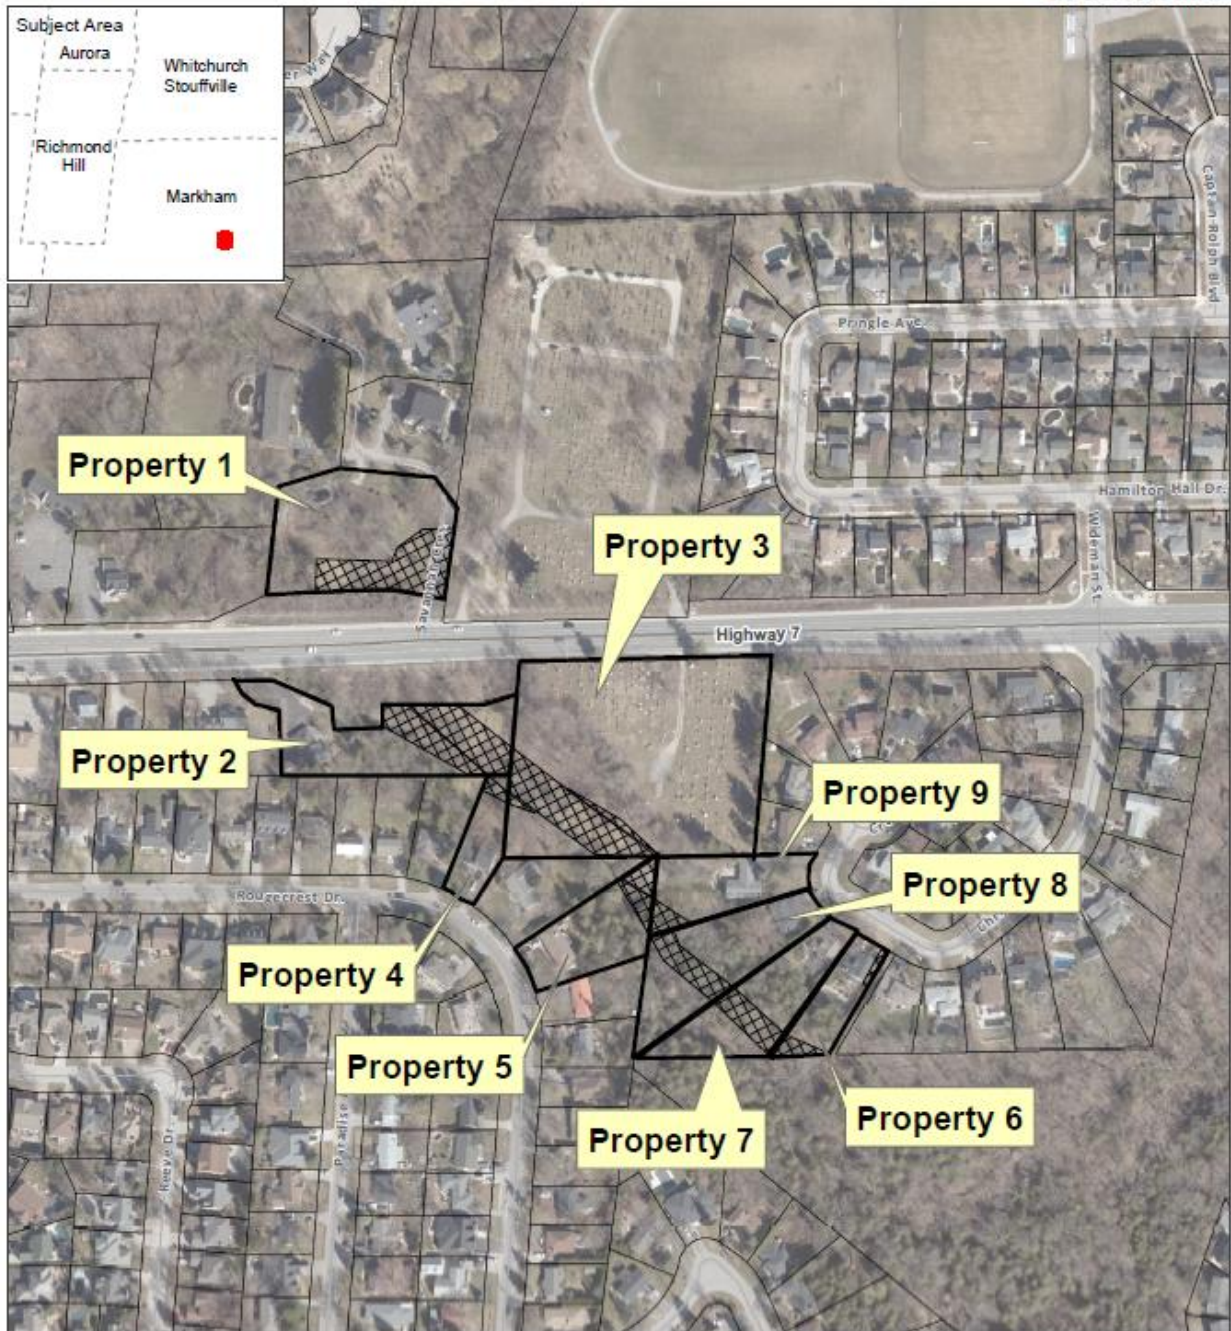 Subject Area
Aurora
Whitchurch
Stouffville
Richmond
Hill
Markham
Way
Captain Rolph Blvd
Pringle Ave.
Property 1
Hamilton Hall Dr.
Wideman St.
Property 3
Highway 7
Property 2
Property 9
Property 8
Rougecrest Dr.
Property 4
Property 5
Property 6
Property 7
Reeve Dr.
Paradise